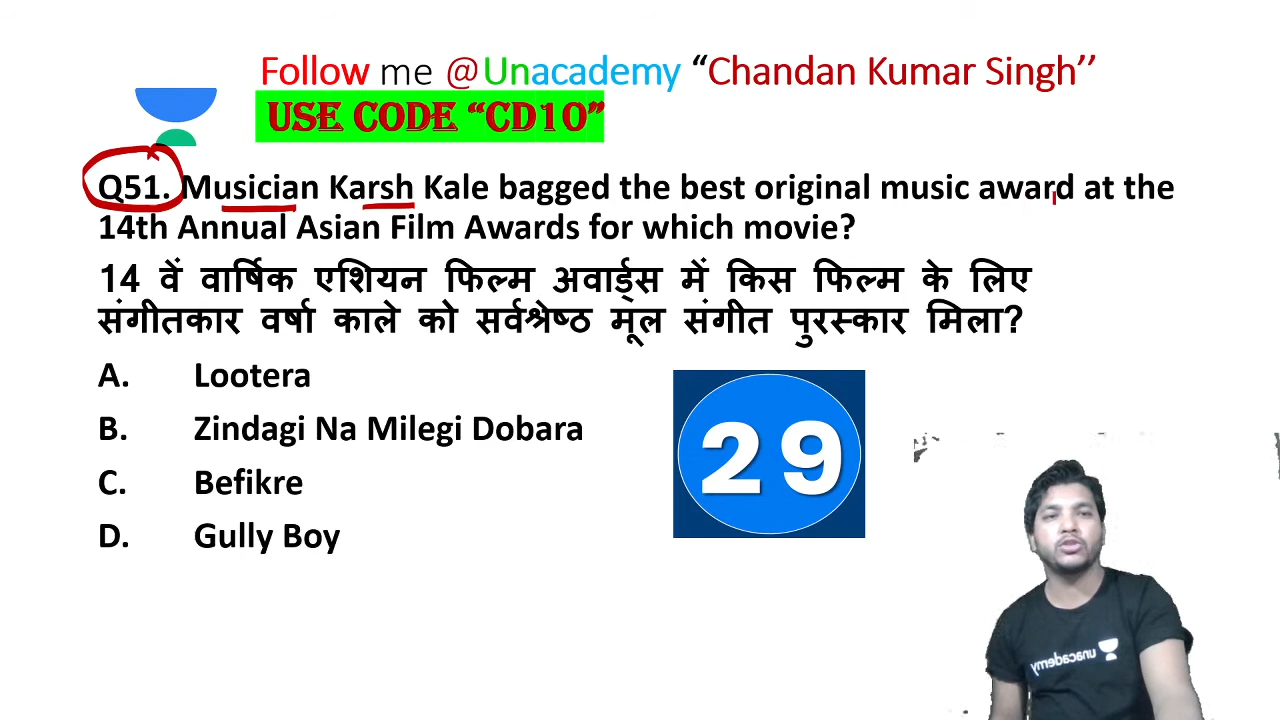 Follow me @Unacademy “Chandan Kumar Singh’’
USE CODE “CD10”
Q51. Musician Karsh Kale bagged the best original music award at the
14th Annual Asian Film Awards for which movie?
14 वें वार्षिक एशियन फिल्म अवार्ड्स में किस फिल्म के लिए
संगीतकार वर्षा काले को सर्वश्रेष्ठ मूल संगीत पुरस्कार मिला?
A. Lootera
B. Zindagi Na Milegi Dobara
C. Befikre
D. Gully Boy
29
unacademy